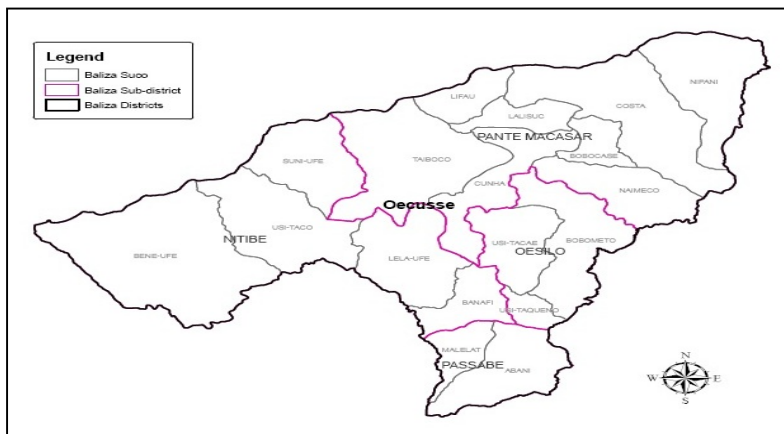 Legend
Baliza Suco
Baliza Sub-district
Baliza Districts
NIPANI
LIFAU
COSTA
LALISUC
PANTE MACASAR
SUNI-UFE
TAIBOCO
BOBOCASE
CUNHA
NAIMECO
Oecusse
USI-TACO
NITIBE
USI-TACAE
BOBOMETO
OESILO
BENE-UFE
LELA-UFE
BANAFI
USI-TAQUENO
MALELAT
PASSABE
ABANI
N
W
E
S